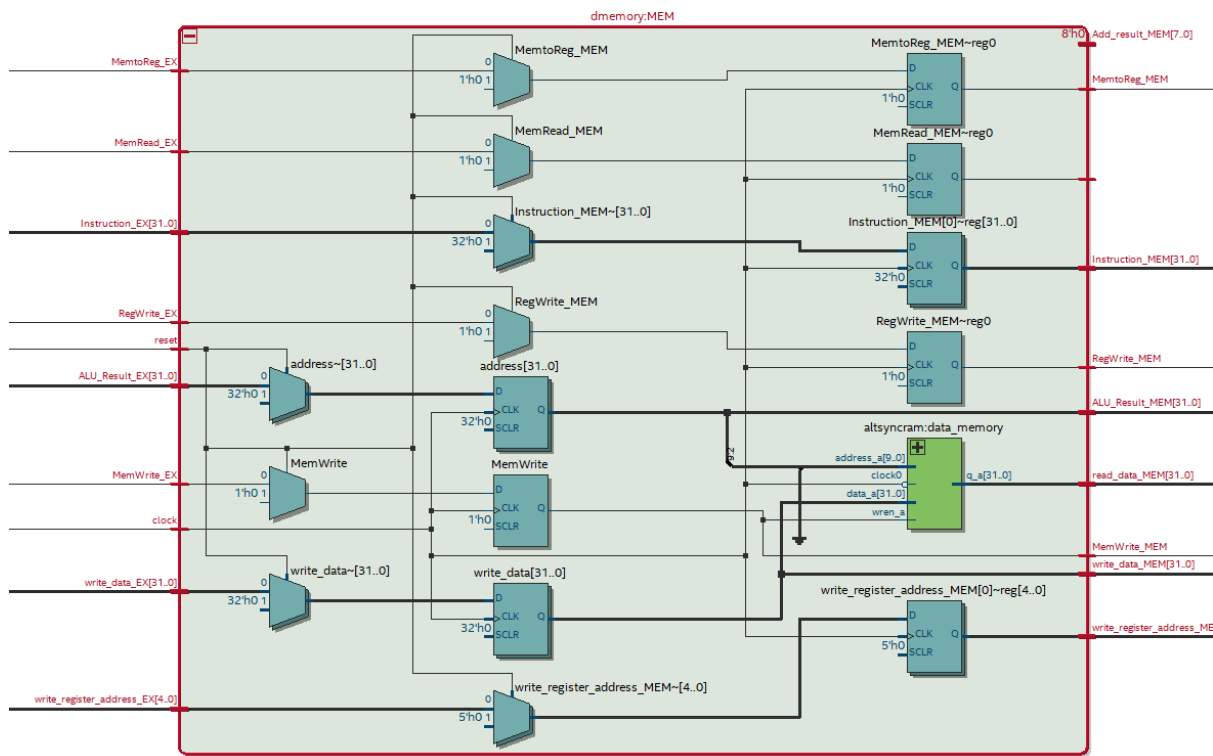 dmemory:MEM
8'h0 Add_result_MEM[7..0]
MemtoReg_EX
MemtoReg_MEM
0
1'h0 1
MemtoReg_MEM~reg0
D
CLK
Q
1'h0
SCLR
MemtoReg_MEM
MemRead_EX
MemRead_MEM
0
1'h0 1
MemRead_MEM~reg0
D
CLK
Q
1'h0
SCLR
Instruction_EX[31..0]
Instruction_MEM~[31..0]
0
32'h0 1
Instruction_MEM[0]~reg[31..0]
D
CLK
Q
32'h0
SCLR
Instruction_MEM[31..0]
RegWrite_EX
RegWrite_MEM
0
1'h0 1
RegWrite_MEM~reg0
D
CLK
Q
1'h0
SCLR
RegWrite_MEM
reset
ALU_Result_EX[31..0]
address~[31..0]
0
32'h0 1
address[31..0]
D
CLK
Q
32'h0
SCLR
ALU_Result_MEM[31..0]
9:2
altsyncram:data_memory
address_a[9..0]
clock0
data_a[31..0]
wren_a
q_a[31..0]
read_data_MEM[31..0]
MemWrite_EX
MemWrite
0
1'h0 1
MemWrite
D
CLK
Q
1'h0
SCLR
clock
MemWrite_MEM
write_data_MEM[31..0]
write_data_EX[31..0]
write_data~[31..0]
0
32'h0 1
write_data[31..0]
D
CLK
Q
32'h0
SCLR
write_register_address_MEM[0]~reg[4..0]
D
CLK
Q
5'h0
SCLR
write_register_address_ME
write_register_address_EX[4..0]
write_register_address_MEM~[4..0]
0
5'h0 1